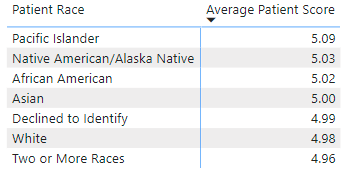 Patient Race Average Patient Score
Pacific Islander 5.09
Native American/Alaska Native 5.03
African American 5.02
Asian 5.00
Declined to Identify 4.99
White 4.98
Two or More Races 4.96